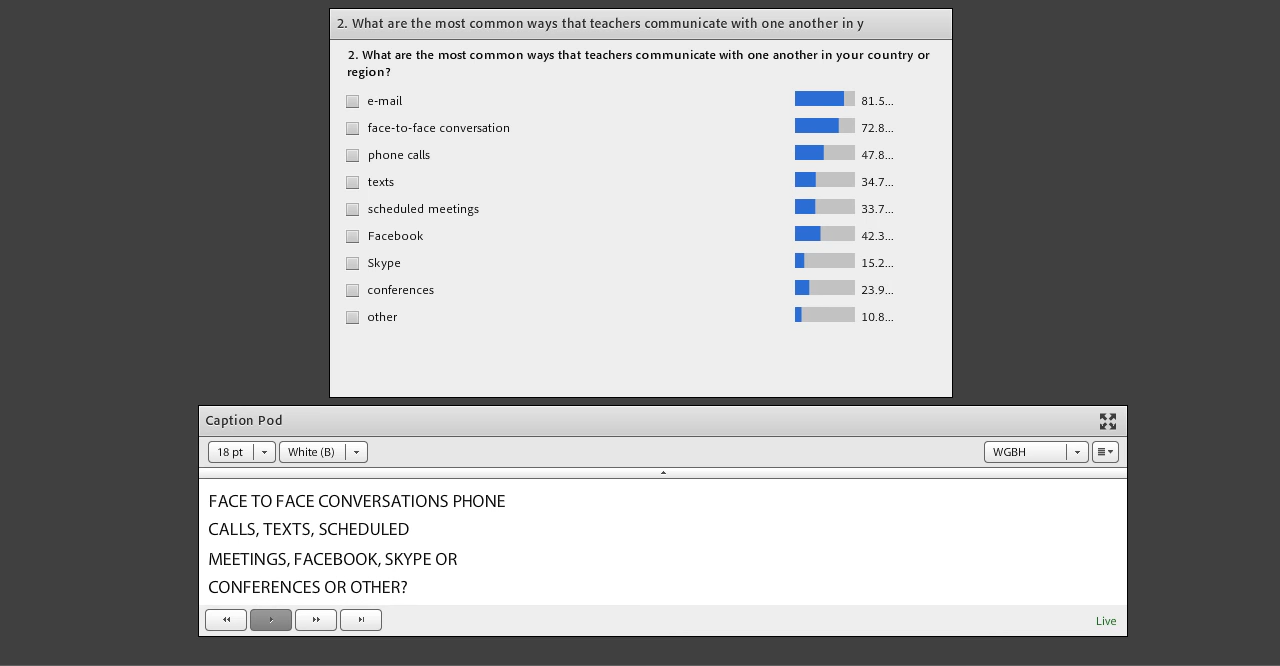 2. What are the most common ways that teachers communicate with one another in y
2. What are the most common ways that teachers communicate with one another in your country or
region?
e-mail 81.5...
face-to-face conversation 72.8...
phone calls 47.8...
texts 34.7...
scheduled meetings 33.7...
Facebook 42.3...
Skype 15.2...
conferences 23.9...
other 10.8...
Caption Pod
18 pt White (B) WGBH
FACE TO FACE CONVERSATIONS PHONE
CALLS, TEXTS, SCHEDULED
MEETINGS, FACEBOOK, SKYPE OR
CONFERENCES OR OTHER?
Live